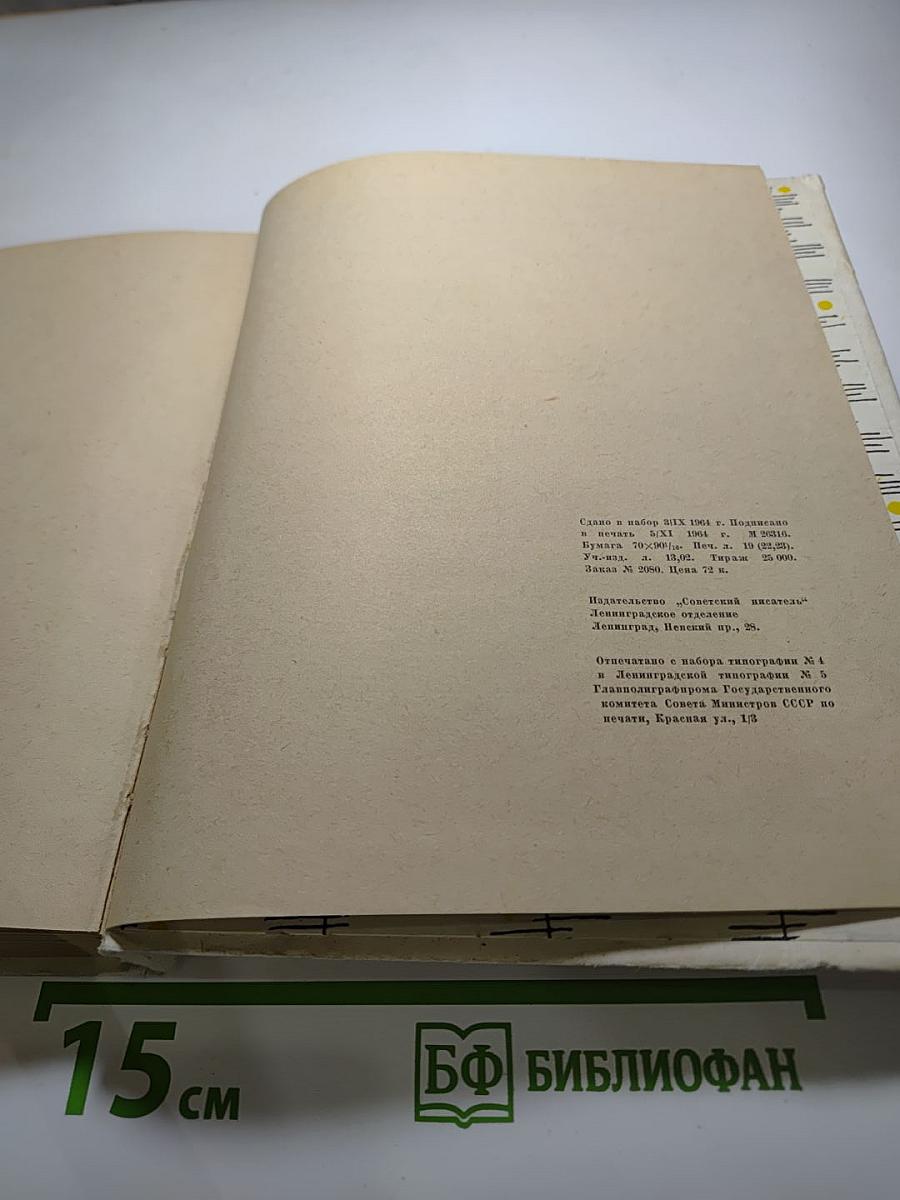 Сдано в набор 3/IX 1964 г. Подписано
в печать 5/XI 1964 г. М 26316.
Бумага 70×90¹/₁₆. Печ. л. 19 (22,23).
Уч.-изд. л. 13,02. Тираж 25 000.
Заказ № 2080. Цена 72 к.
Издательство „Советский писатель“
Ленинградское отделение
Ленинград, Невский пр., 28.
Отпечатано с набора типографии № 4
в Ленинградской типографии № 5
Главполиграфпрома Государственного
комитета Совета Министров СССР по
печати, Красная ул., 1/3
15 см
БФ БИБЛИОФАН